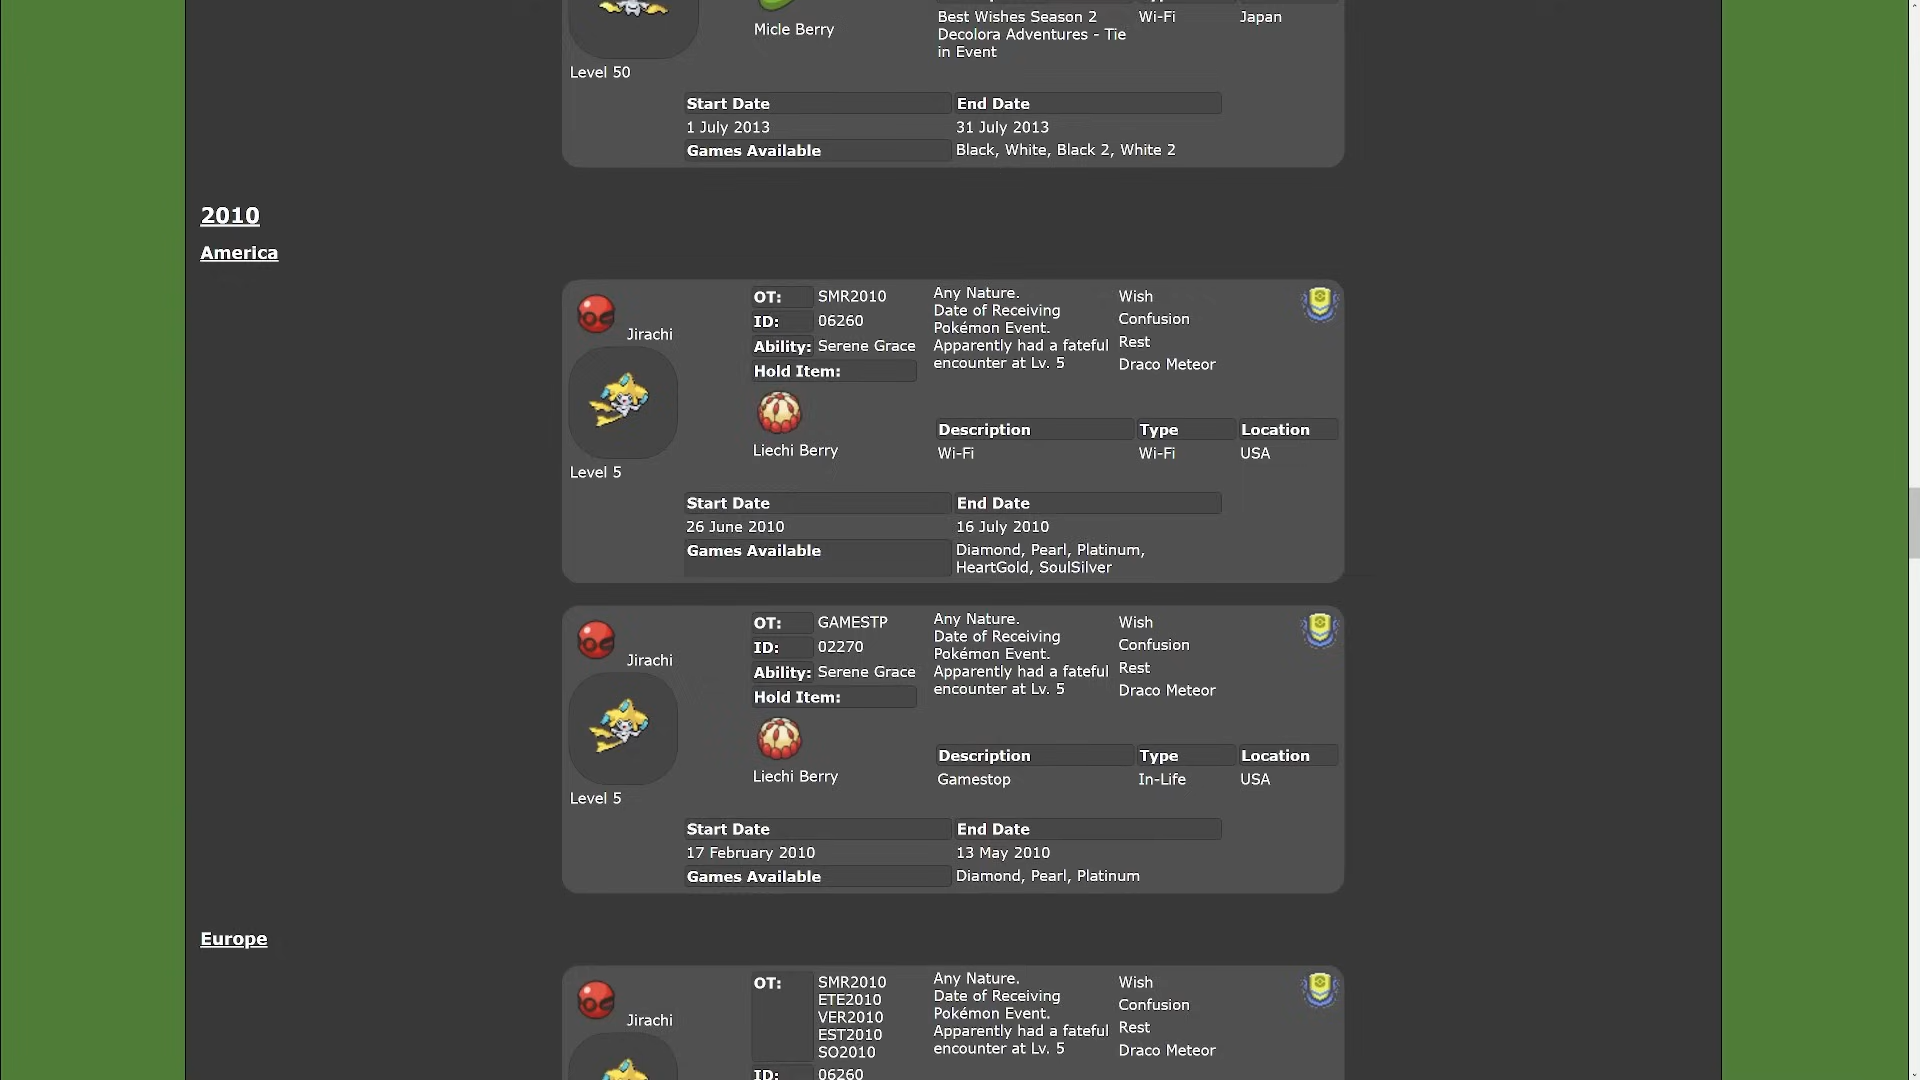 Micle Berry
Best Wishes Season 2
Decolora Adventures - Tie
in Event
Wi-Fi
Japan
Level 50
Start Date
End Date
1 July 2013
31 July 2013
Games Available
Black, White, Black 2, White 2
2010
America
Jirachi
Level 5
OT:
SMR2010
ID:
06260
Ability:
Serene Grace
Hold Item:
Liechi Berry
Any Nature.
Date of Receiving
Pokémon Event.
Apparently had a fateful
encounter at Lv. 5
Wish
Confusion
Rest
Draco Meteor
Description
Type
Location
Wi-Fi
Wi-Fi
USA
Start Date
End Date
26 June 2010
16 July 2010
Games Available
Diamond, Pearl, Platinum,
HeartGold, SoulSilver
Jirachi
Level 5
OT:
GAMESTP
ID:
02270
Ability:
Serene Grace
Hold Item:
Liechi Berry
Any Nature.
Date of Receiving
Pokémon Event.
Apparently had a fateful
encounter at Lv. 5
Wish
Confusion
Rest
Draco Meteor
Description
Type
Location
Gamestop
In-Life
USA
Start Date
End Date
17 February 2010
13 May 2010
Games Available
Diamond, Pearl, Platinum
Europe
Jirachi
OT:
SMR2010
ETE2010
VER2010
EST2010
SO2010
ID:
06260
Any Nature.
Date of Receiving
Pokémon Event.
Apparently had a fateful
encounter at Lv. 5
Wish
Confusion
Rest
Draco Meteor